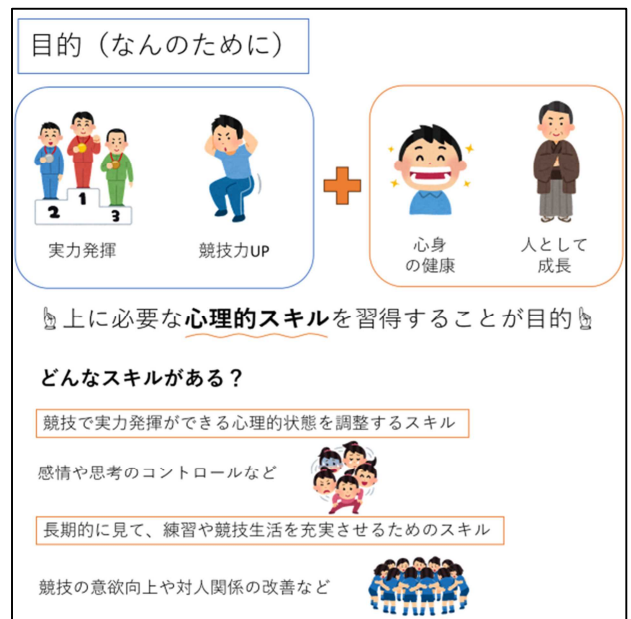 目的（なんのために）
2 1 3
実力発揮
競技力UP
心身
の健康
人として
成長
☝上に必要な心理的スキルを習得することが目的☝
どんなスキルがある？
競技で実力発揮ができる心理的状態を調整するスキル
感情や思考のコントロールなど
長期的に見て、練習や競技生活を充実させるためのスキル
競技の意欲向上や対人関係の改善など